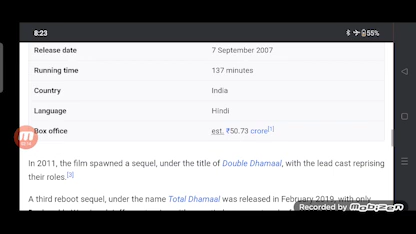 8:23
55%
Release date 7 September 2007
Running time 137 minutes
Country India
Language Hindi
Box office est. ₹50.73 crore[1]
In 2011, the film spawned a sequel, under the title of Double Dhamaal, with the lead cast reprising
their roles.[3]
A third reboot sequel, under the name Total Dhamaal was released in February 2019, with only
Recorded by Mobizen